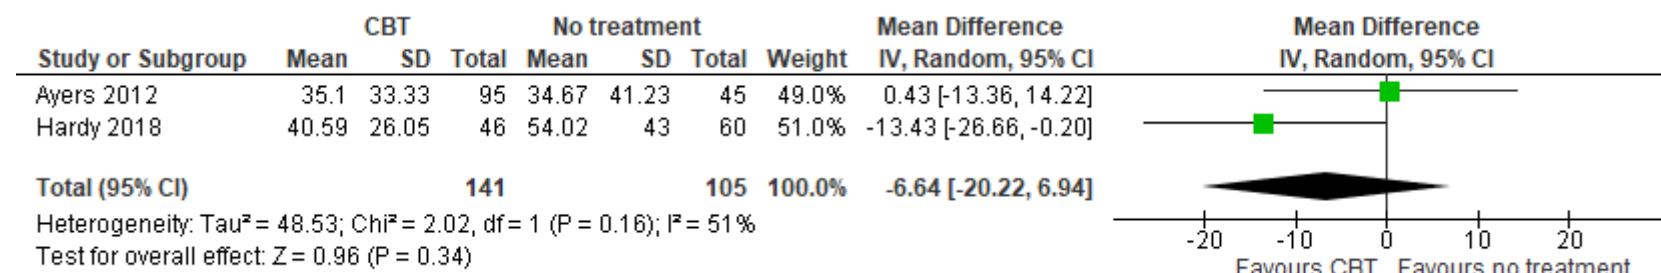 CBT No treatment Mean Difference Mean Difference
Study or Subgroup Mean SD Total Mean SD Total Weight IV, Random, 95% CI IV, Random, 95% CI
Ayers 2012 35.1 33.33 95 34.67 41.23 45 49.0% 0.43 [-13.36, 14.22]
Hardy 2018 40.59 26.05 46 54.02 43 60 51.0% -13.43 [-26.66, -0.20]
Total (95% CI) 141 105 100.0% -6.64 [-20.22, 6.94]
Heterogeneity: Tau² = 48.53; Chi² = 2.02, df = 1 (P = 0.16); I² = 51%
Test for overall effect: Z = 0.96 (P = 0.34)
-20 -10 0 10 20
Favours CBT Favours no treatment